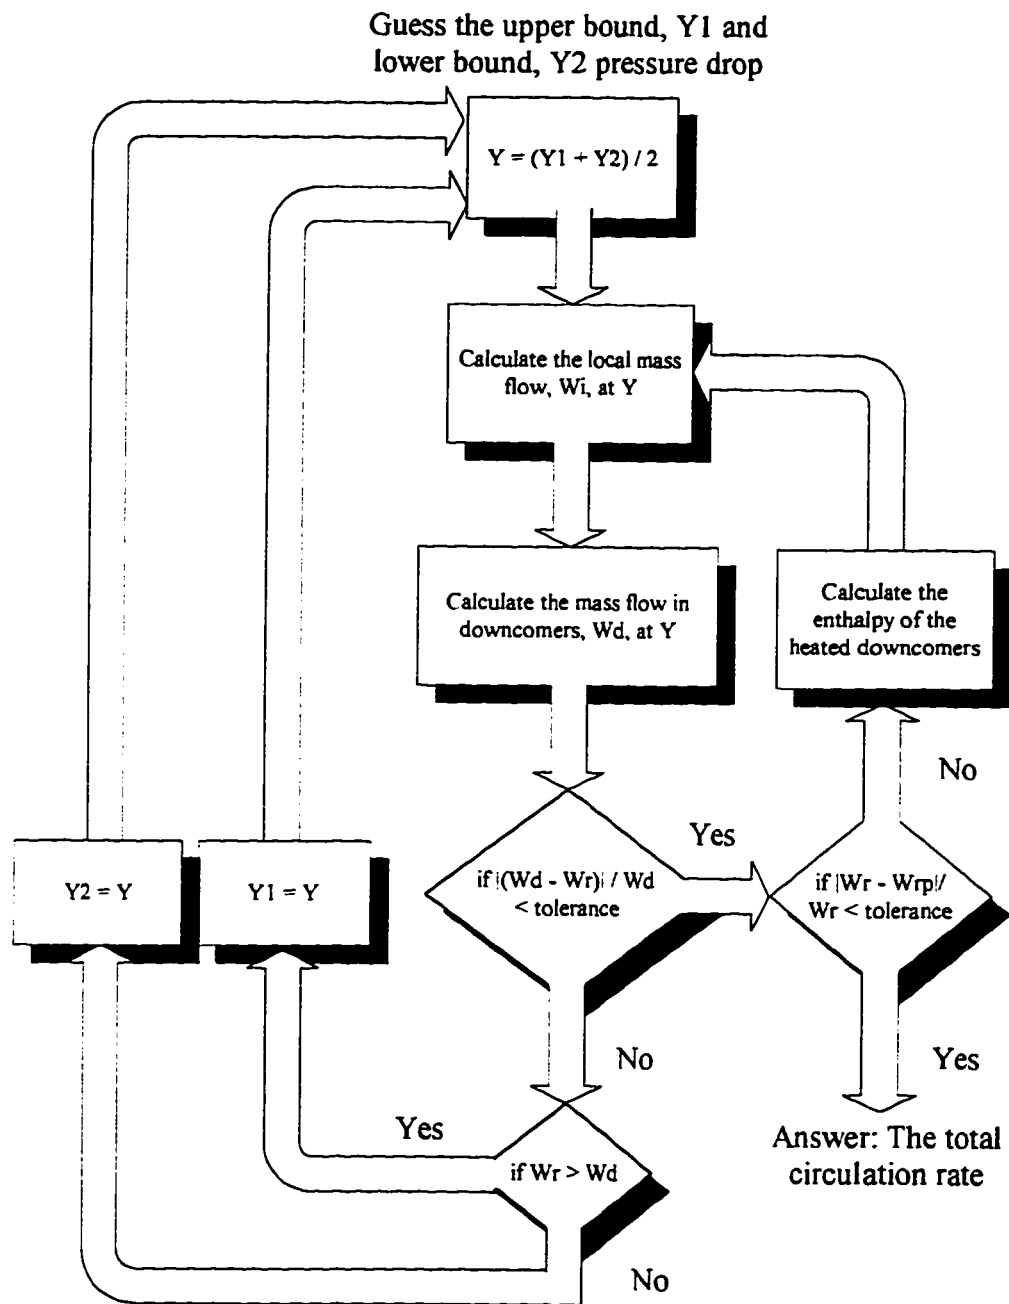 Guess the upper bound, Y1 and
lower bound, Y2 pressure drop
Y = (Y1 + Y2) / 2
Calculate the local mass
flow, Wi, at Y
Calculate the mass flow in
downcomers, Wd, at Y
Calculate the
enthalpy of the
heated downcomers
No
Yes
Y2 = Y
Y1 = Y
if |(Wd - Wr)| / Wd
< tolerance
if |Wr - Wrp|/
Wr < tolerance
No
Yes
Yes
if Wr > Wd
Answer: The total
circulation rate
No